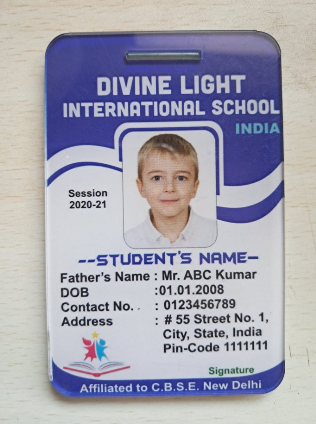 DIVINE LIGHT
INTERNATIONAL SCHOOL
INDIA
Session
2020-21
--STUDENT'S NAME--
Father's Name : Mr. ABC Kumar
DOB :01.01.2008
Contact No. . : 0123456789
Address : # 55 Street No. 1,
City, State, India
Pin-Code 1111111
Signature
Affiliated to C.B.S.E. New Delhi